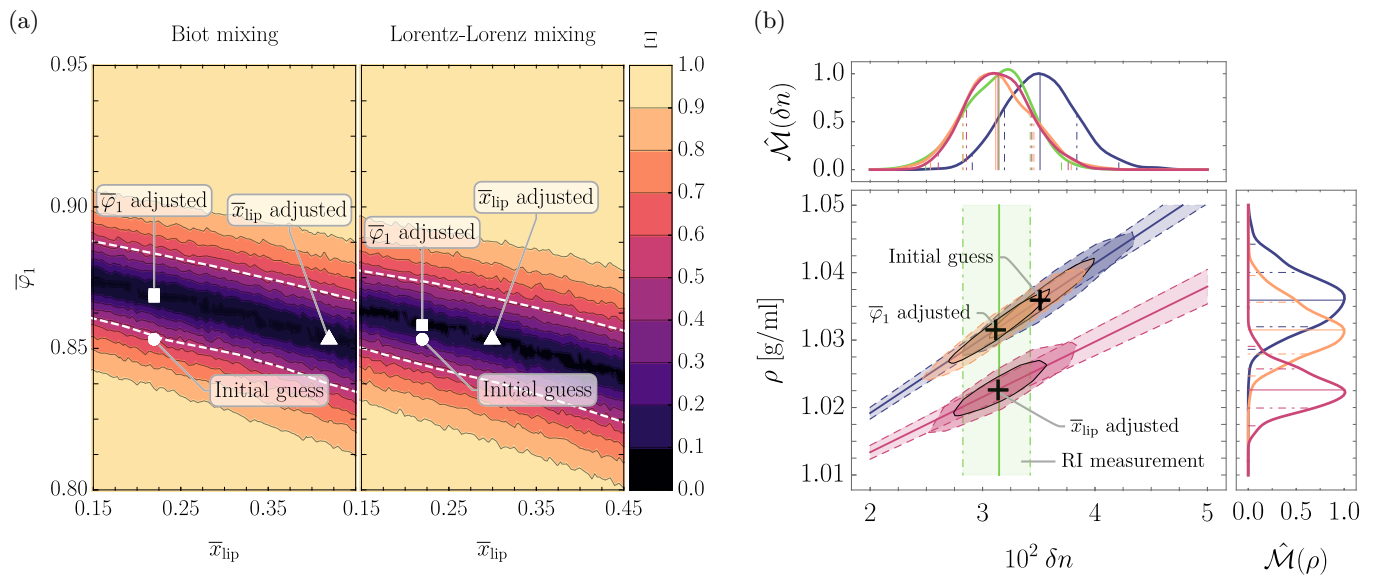 (a)
Biot mixing
Lorentz-Lorenz mixing
Ξ
0.95
0.90
0.85
0.80
φ̅₁
φ̅₁ adjusted
x̅lip adjusted
Initial guess
φ̅₁ adjusted
x̅lip adjusted
Initial guess
1.0
0.9
0.8
0.7
0.6
0.5
0.4
0.3
0.2
0.1
0.0
0.15 0.25 0.35
0.15 0.25 0.35 0.45
x̅lip
x̅lip
(b)
ℳ̂(δn)
1.0
0.5
0.0
ρ [g/ml]
1.05
1.04
1.03
1.02
1.01
Initial guess
φ̅₁ adjusted
x̅lip adjusted
RI measurement
2 3 4 5
10² δn
0.0 0.5 1.0
ℳ̂(ρ)